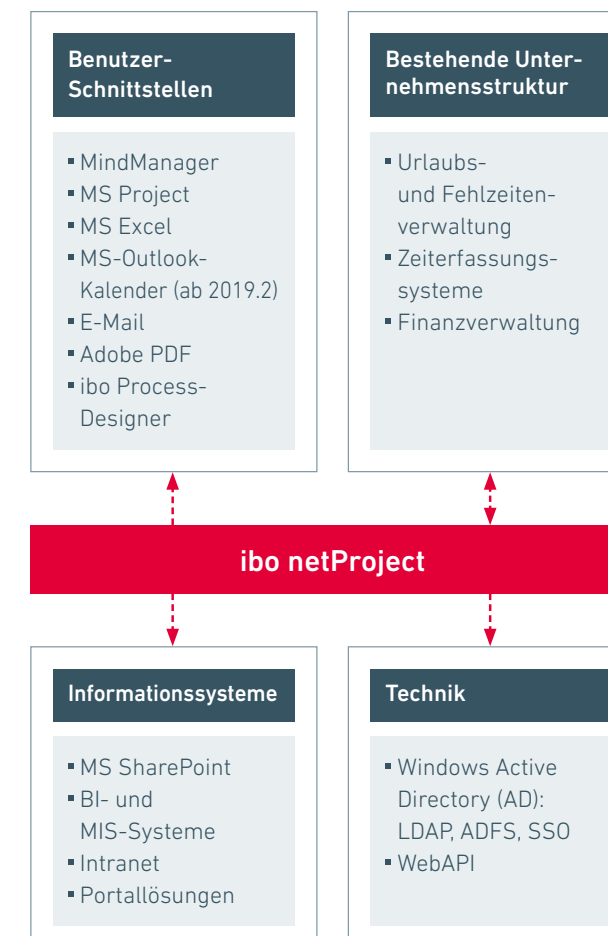 Benutzer-
Schnittstellen
▪ MindManager
▪ MS Project
▪ MS Excel
▪ MS-Outlook-
Kalender (ab 2019.2)
▪ E-Mail
▪ Adobe PDF
▪ ibo Process-
Designer
Bestehende Unter-
nehmensstruktur
▪ Urlaubs-
und Fehlzeiten-
verwaltung
▪ Zeiterfassungs-
systeme
▪ Finanzverwaltung
ibo netProject
Informationssysteme
▪ MS SharePoint
▪ BI- und
MIS-Systeme
▪ Intranet
▪ Portallösungen
Technik
▪ Windows Active
Directory (AD):
LDAP, ADFS, SSO
▪ WebAPI